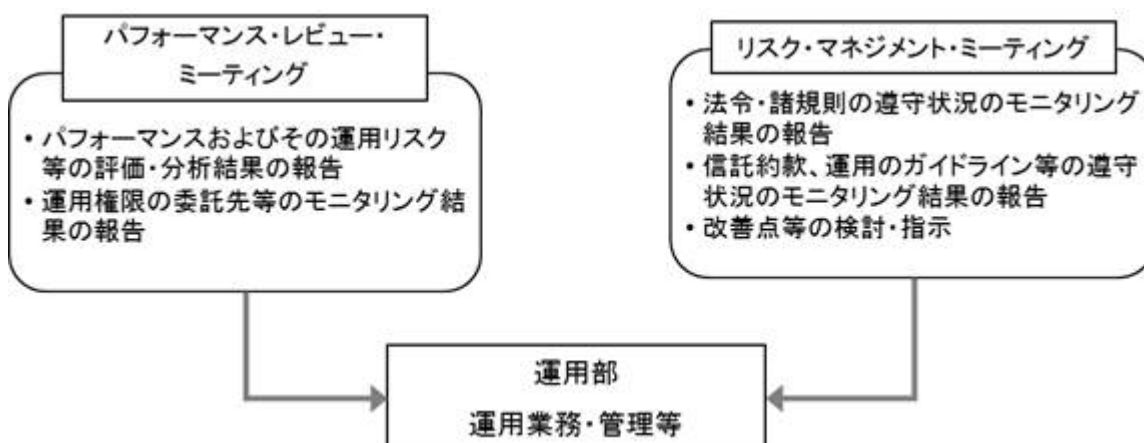 パフォーマンス・レビュー・
ミーティング
・パフォーマンスおよびその運用リスク
等の評価・分析結果の報告
・運用権限の委託先等のモニタリング結
果の報告
リスク・マネジメント・ミーティング
・法令・諸規則の遵守状況のモニタリング
結果の報告
・信託約款、運用のガイドライン等の遵守
状況のモニタリング結果の報告
・改善点等の検討・指示
運用部
運用業務・管理等